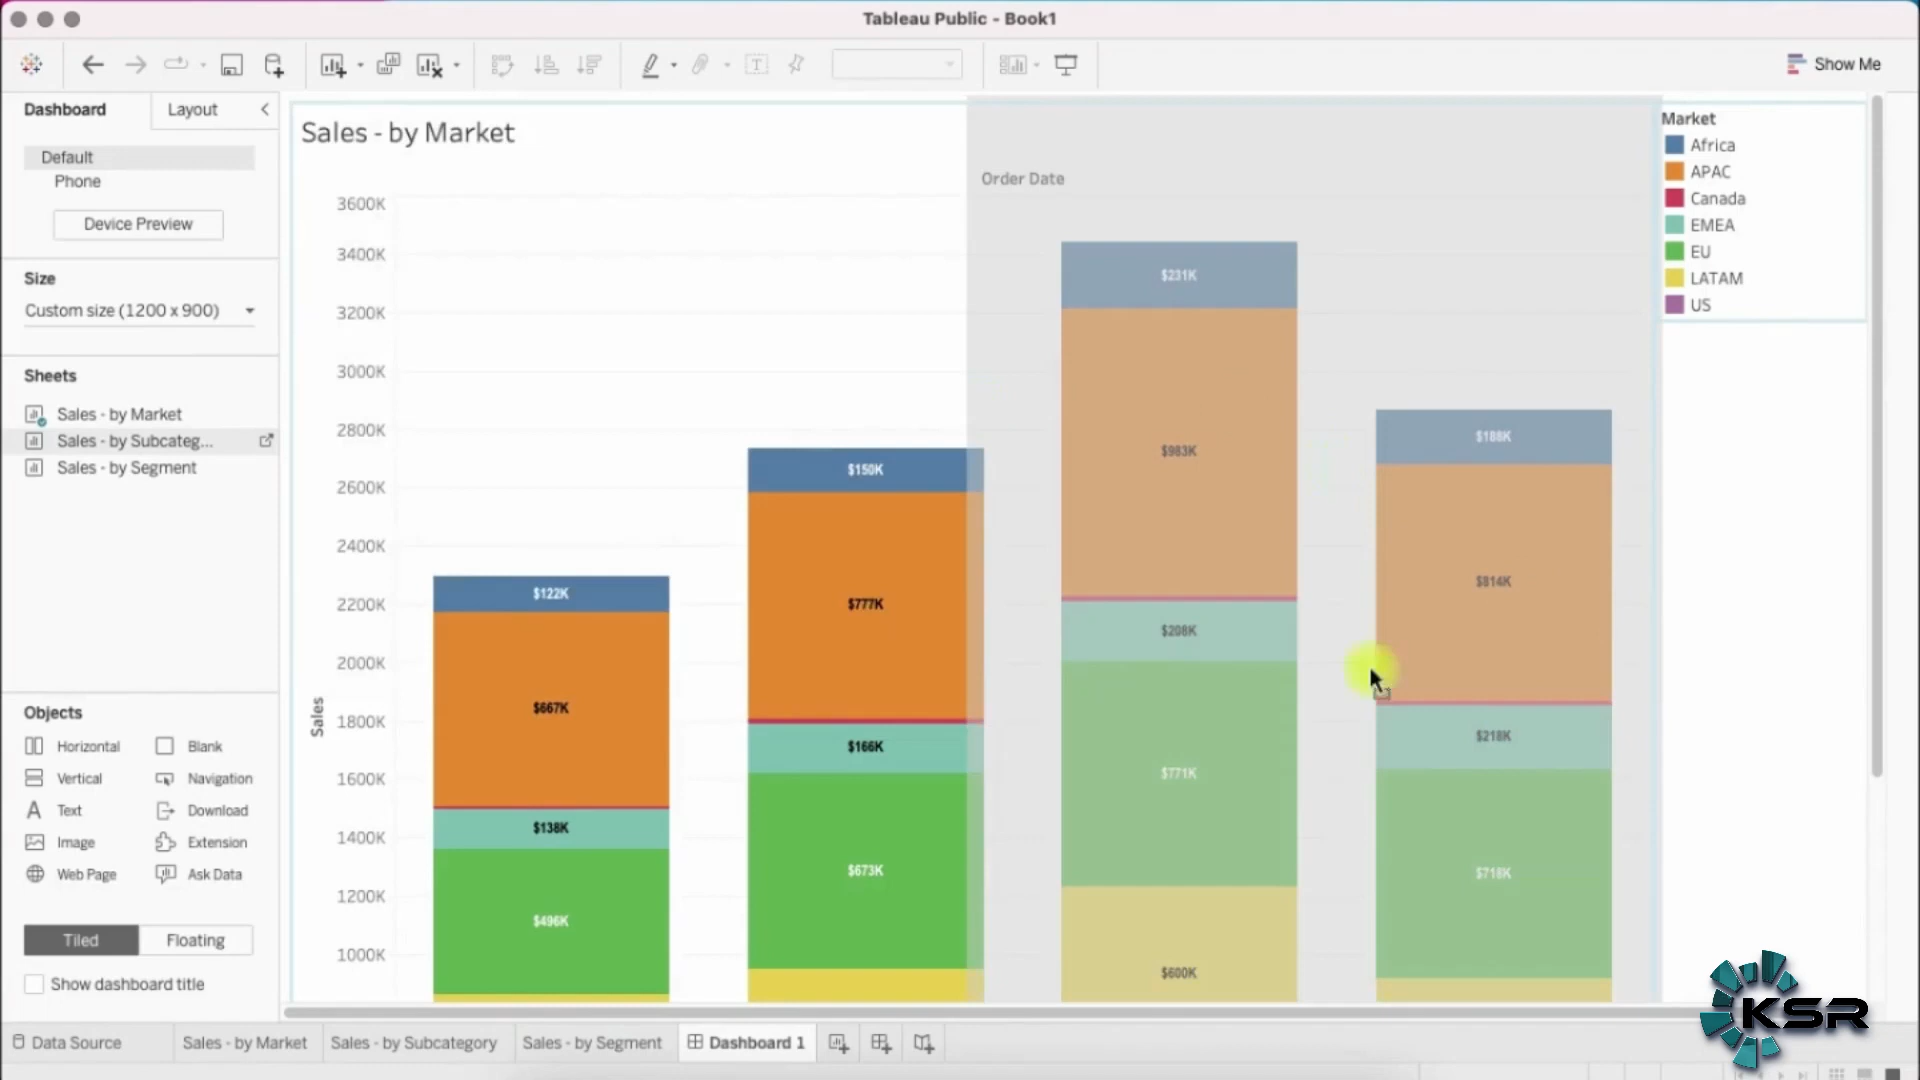 Tableau Public - Book1
Show Me
Dashboard
Layout
Default
Phone
Device Preview
Size
Custom size (1200 x 900)
Sheets
Sales - by Market
Sales - by Subcateg...
Sales - by Segment
Objects
Horizontal
Blank
Vertical
Navigation
Text
Download
Image
Extension
Web Page
Ask Data
Tiled
Floating
Show dashboard title
Sales - by Market
Order Date
Sales
3600K
3400K
3200K
3000K
2800K
2600K
2400K
2200K
2000K
1800K
1600K
1400K
1200K
1000K
$122K
$667K
$138K
$496K
$150K
$777K
$166K
$673K
$231K
$983K
$208K
$771K
$600K
$188K
$814K
$218K
$718K
Market
Africa
APAC
Canada
EMEA
EU
LATAM
US
KSR
Data Source
Sales - by Market
Sales - by Subcategory
Sales - by Segment
Dashboard 1